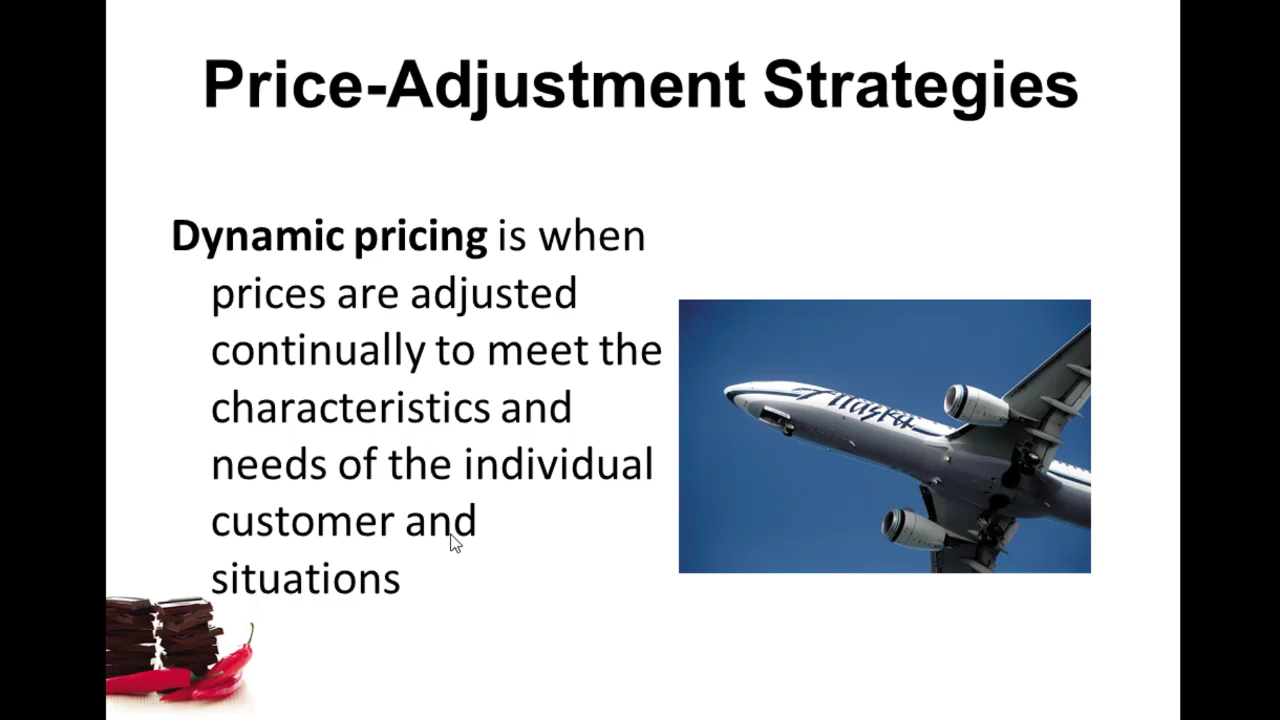 Price-Adjustment Strategies
Dynamic pricing is when
prices are adjusted
continually to meet the
characteristics and
needs of the individual
customer and
situations
Alaska